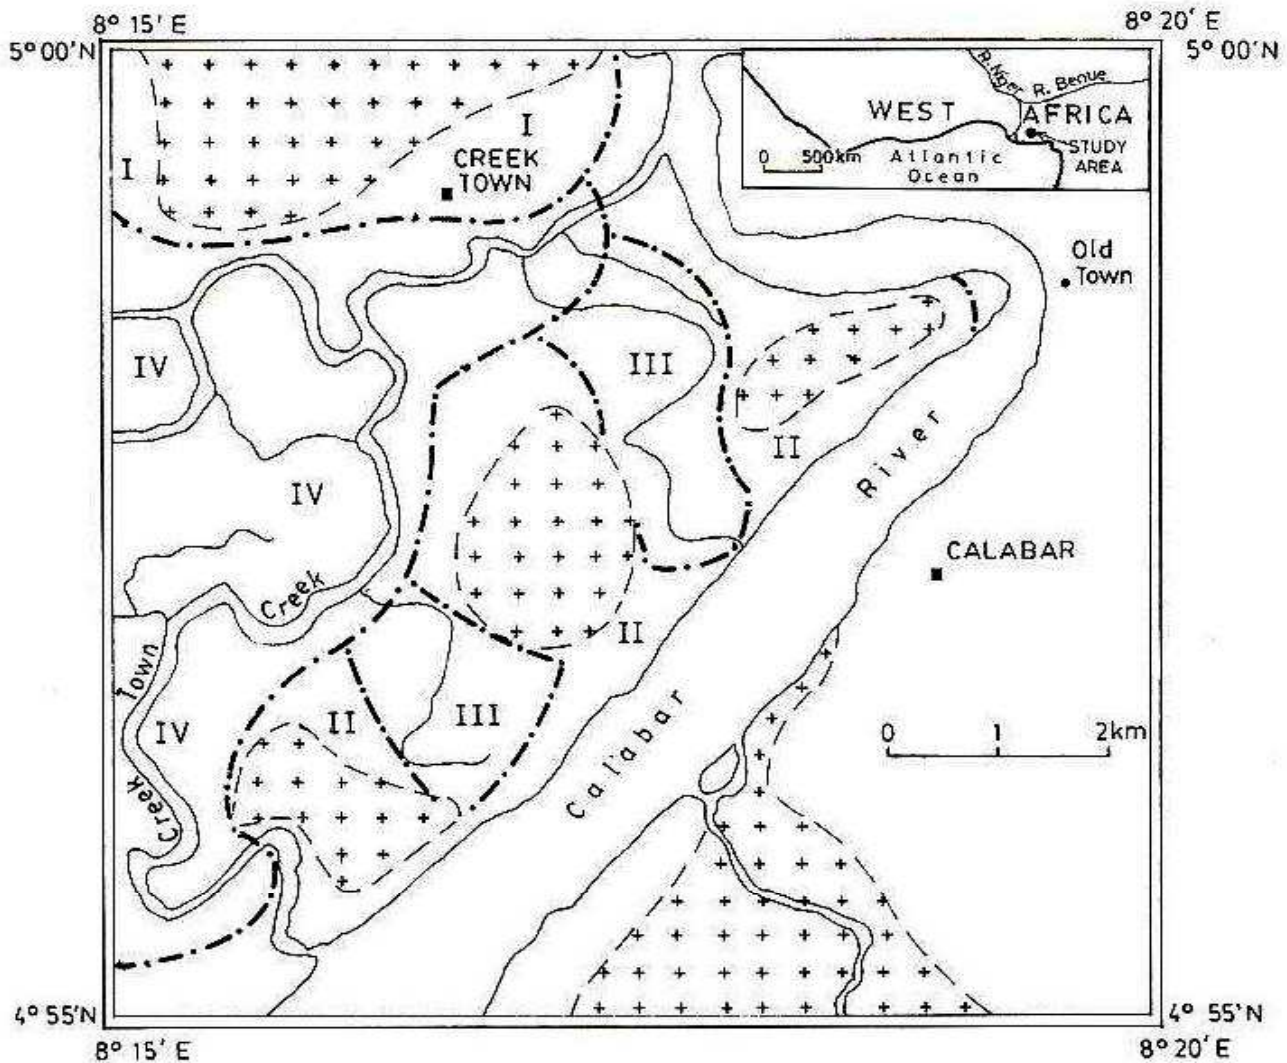 8° 15' E
8° 20' E
5° 00'N
5° 00'N
R. Niger
R. Benue
WEST
AFRICA
STUDY
AREA
0 500km
Atlantic
Ocean
I
I
CREEK
TOWN
Old
Town
IV
III
II
River
IV
CALABAR
Creek
II
Town
IV
II
III
Calabar
0 1 2km
Creek
4° 55'N
4° 55'N
8° 15' E
8° 20' E